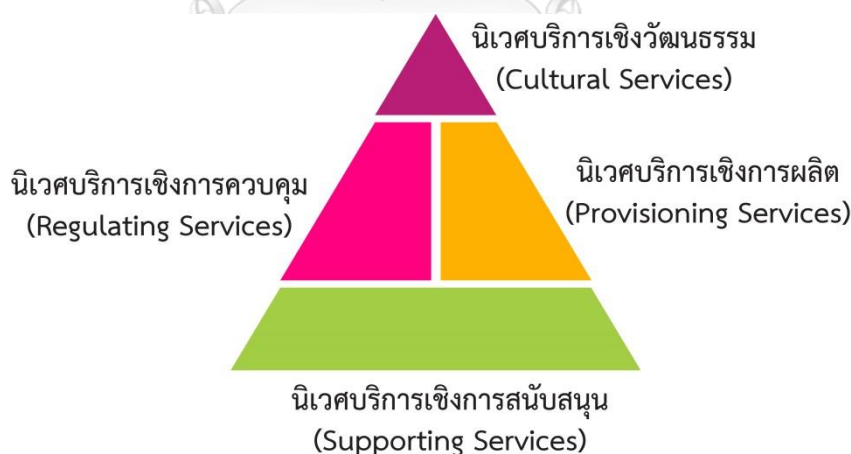 นิเวศบริการเชิงวัฒนธรรม
(Cultural Services)
นิเวศบริการเชิงการควบคุม
(Regulating Services)
นิเวศบริการเชิงการผลิต
(Provisioning Services)
นิเวศบริการเชิงการสนับสนุน
(Supporting Services)